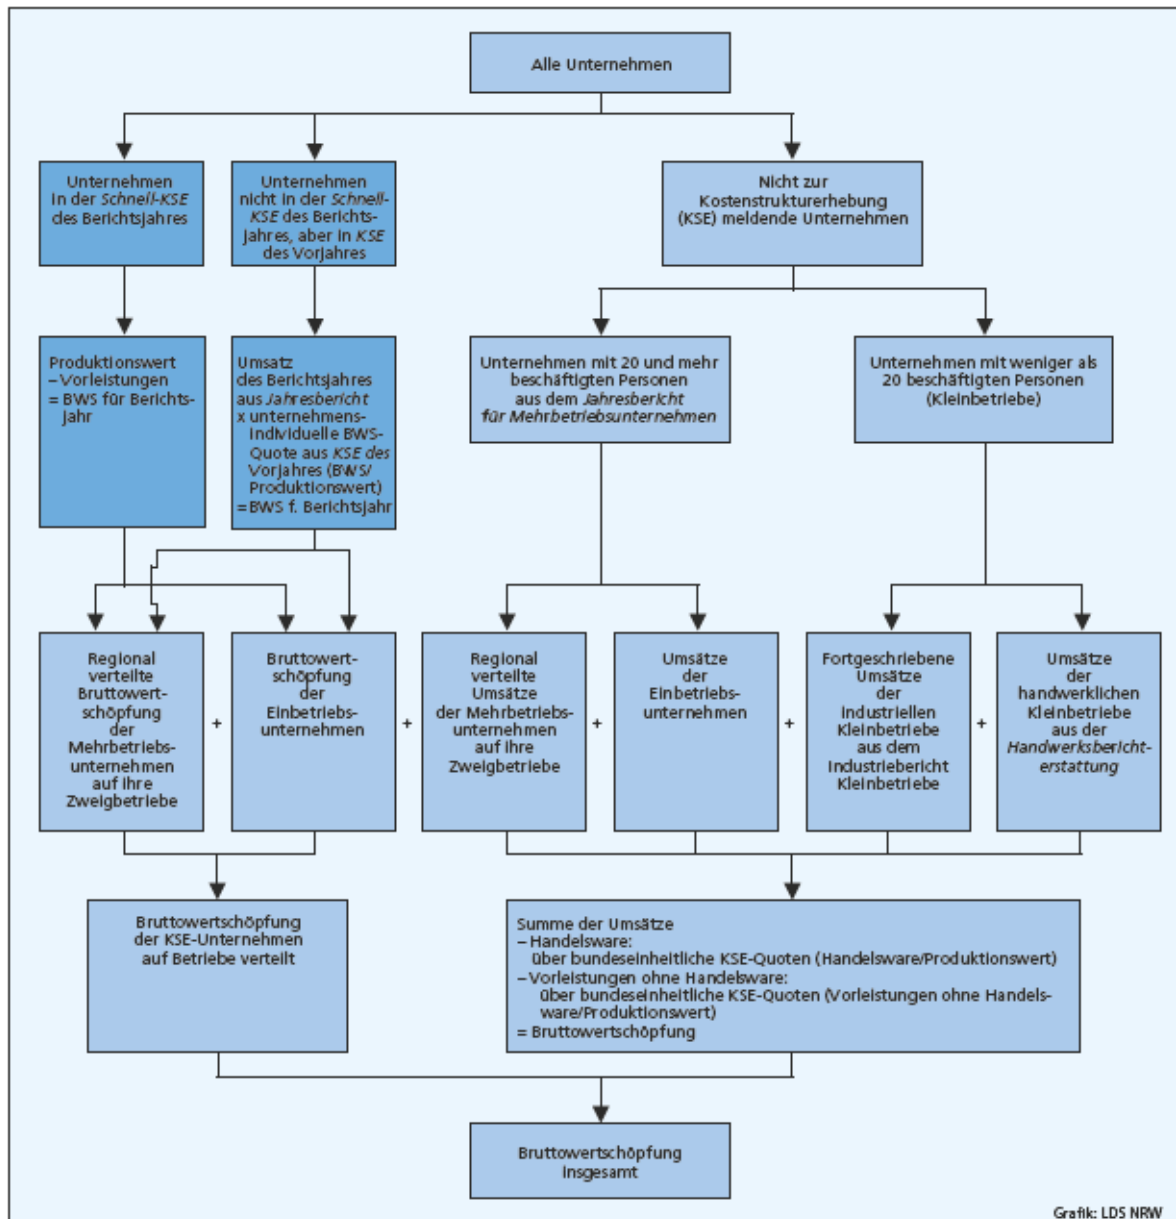 Alle Unternehmen
Unternehmen
in der Schnell-KSE
des Berichtsjahres
Unternehmen
nicht in der Schnell-
KSE des Berichts-
jahres, aber in KSE
des Vorjahres
Nicht zur
Kostenstrukturerhebung
(KSE) meldende Unternehmen
Produktionswert
– Vorleistungen
= BWS für Berichts-
jahr
Umsatz
des Berichtsjahres
aus Jahresbericht
x unternehmens-
individuelle BWS-
Quote aus KSE des
Vorjahres (BWS/
Produktionswert)
= BWS f. Berichtsjahr
Unternehmen mit 20 und mehr
beschäftigten Personen
aus dem Jahresbericht
für Mehrbetriebsunternehmen
Unternehmen mit weniger als
20 beschäftigten Personen
(Kleinbetriebe)
Regional
verteilte
Bruttowert-
schöpfung
der
Mehrbetriebs-
unternehmen
auf ihre
Zweigbetriebe
+
Bruttowert-
schöpfung
der
Einbetriebs-
unternehmen
+
Regional
verteilte
Umsätze
der Mehrbetriebs-
unternehmen
auf ihre
Zweigbetriebe
+
Umsätze
der
Einbetriebs-
unternehmen
+
Fortgeschriebene
Umsätze
der
industriellen
Kleinbetriebe
aus dem
Industriebericht
Kleinbetriebe
+
Umsätze
der
handwerklichen
Kleinbetriebe
aus der
Handwerksbericht-
erstattung
Bruttowertschöpfung
der KSE-Unternehmen
auf Betriebe verteilt
Summe der Umsätze
– Handelsware:
über bundeseinheitliche KSE-Quoten (Handelsware/Produktionswert)
– Vorleistungen ohne Handelsware:
über bundeseinheitliche KSE-Quoten (Vorleistungen ohne Handels-
ware/Produktionswert)
= Bruttowertschöpfung
Bruttowertschöpfung
insgesamt
Grafik: LDS NRW